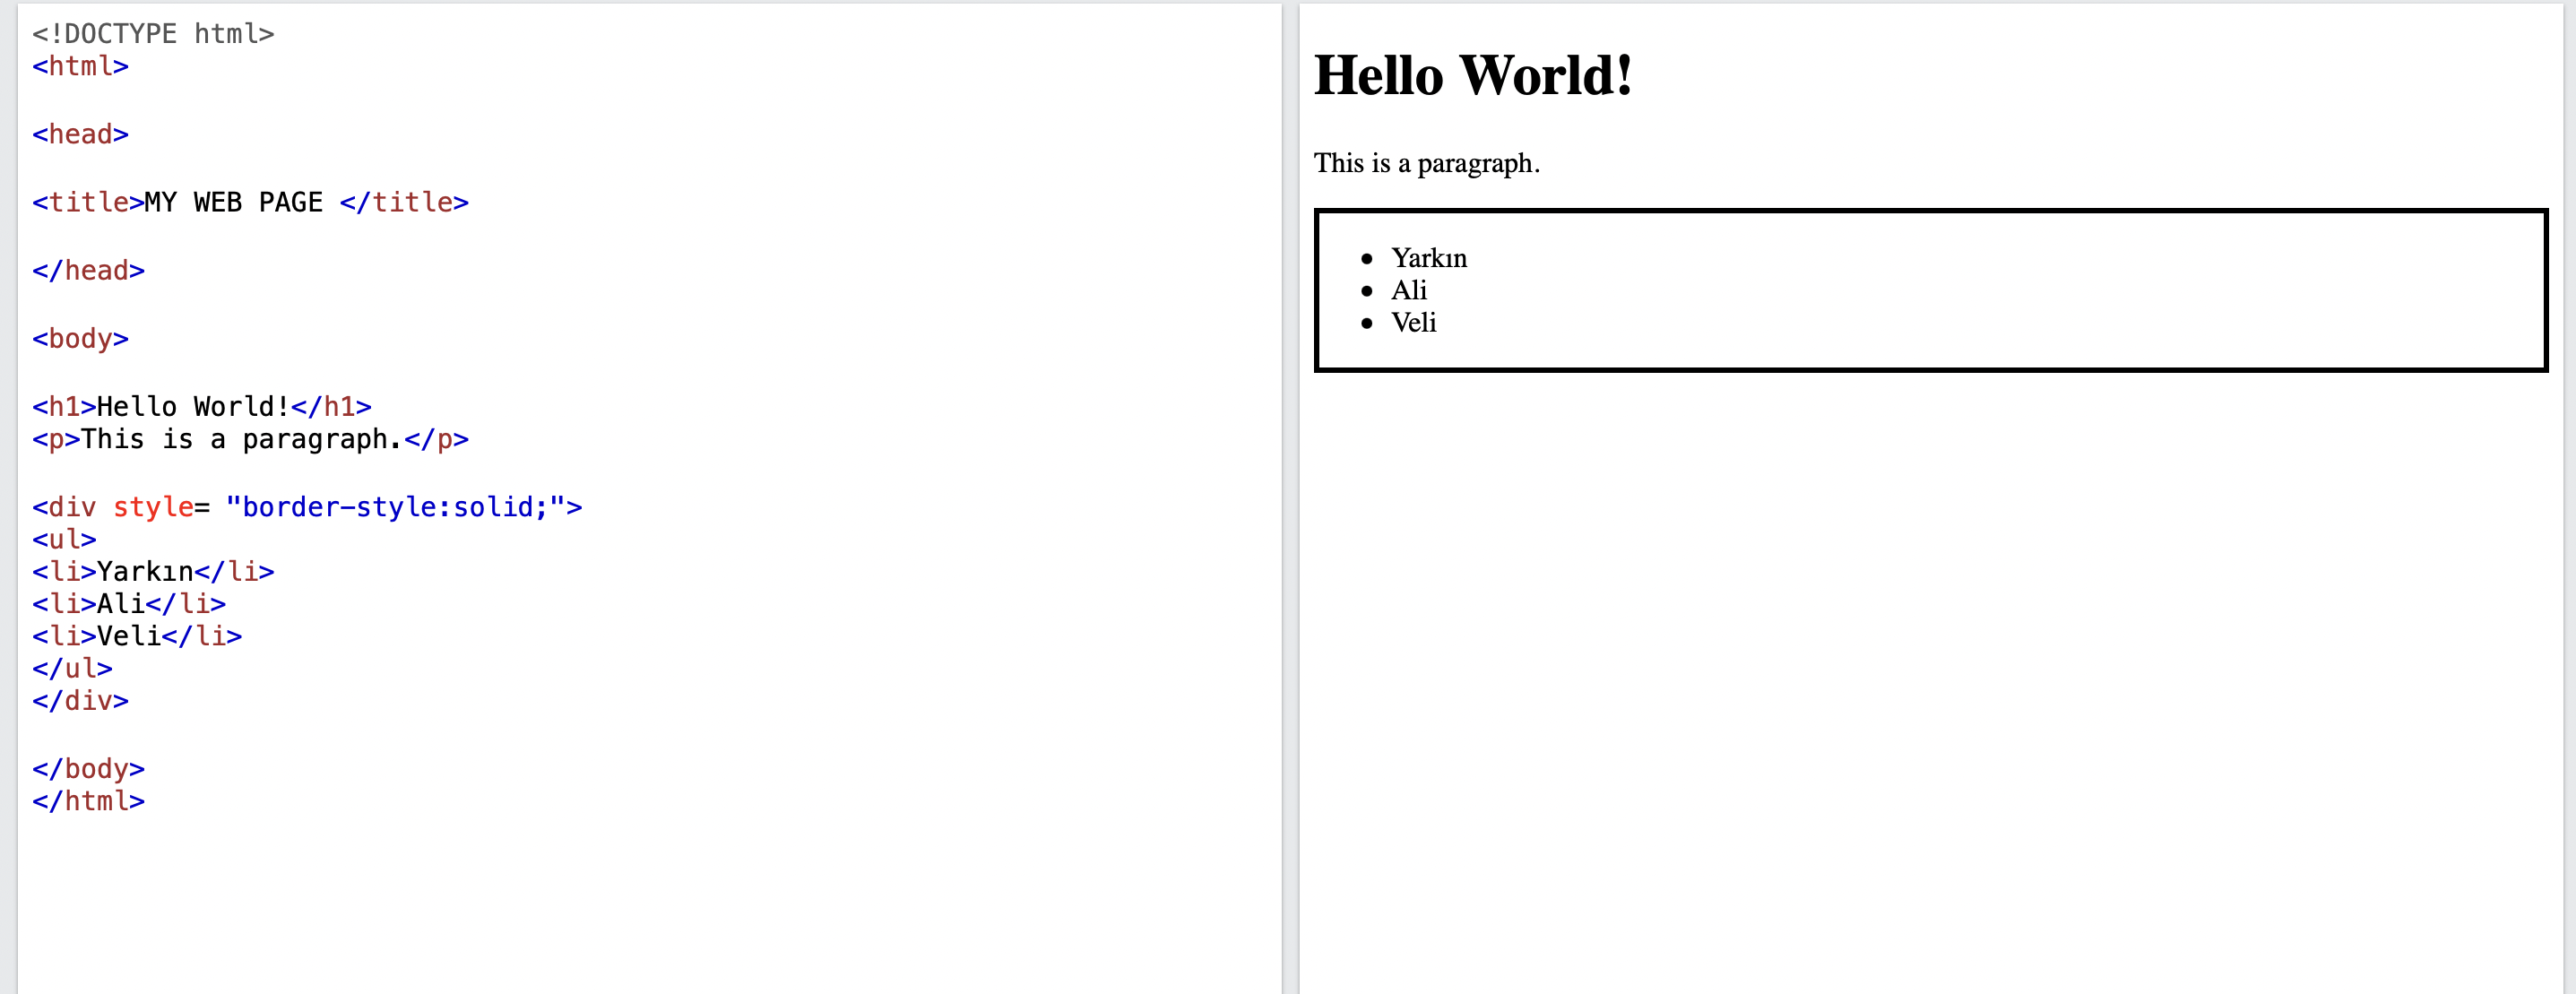 <!DOCTYPE html>
<html>
<head>
<title>MY WEB PAGE </title>
</head>
<body>
<h1>Hello World!</h1>
<p>This is a paragraph.</p>
<div style= "border-style:solid;">
<ul>
<li>Yarkın</li>
<li>Ali</li>
<li>Veli</li>
</ul>
</div>
</body>
</html>
Hello World!
This is a paragraph.
• Yarkın
• Ali
• Veli